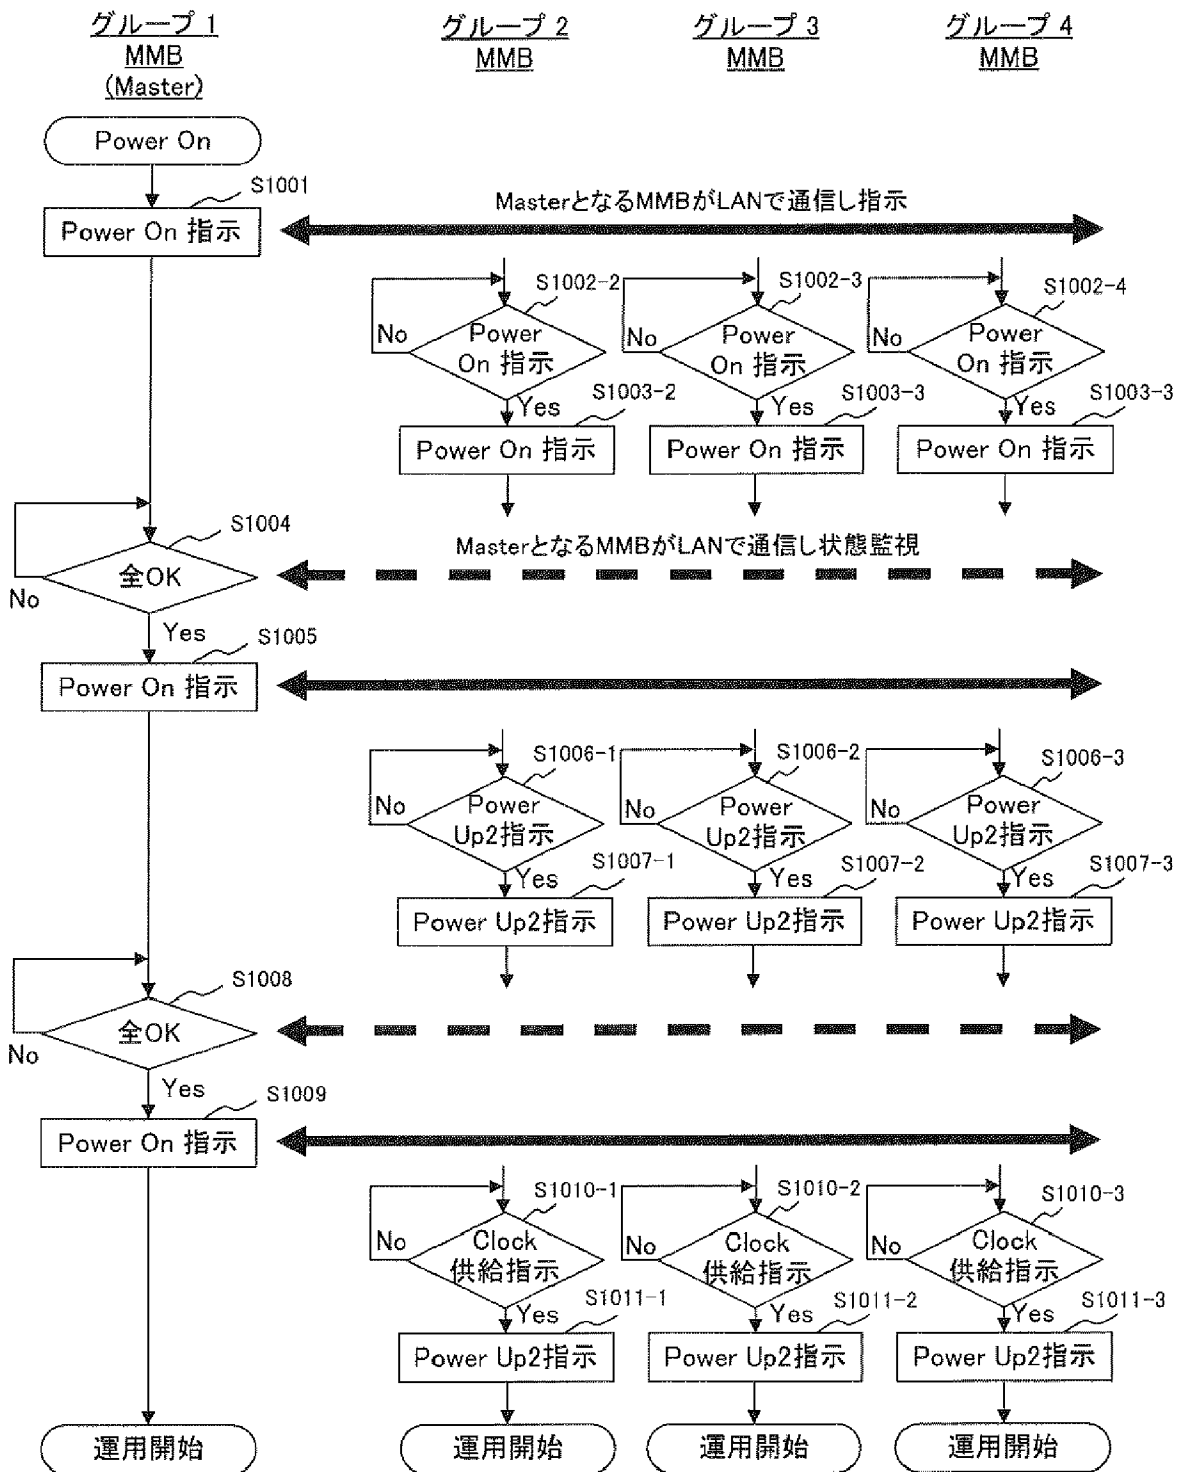 グループ 1
MMB
(Master)
グループ 2
MMB
グループ 3
MMB
グループ 4
MMB
Power On
S1001
Power On 指示
MasterとなるMMBがLANで通信し指示
S1002-2
S1002-3
S1002-4
No
Power
On 指示
No
Power
On 指示
No
Power
On 指示
S1003-2
S1003-3
S1003-3
Yes
Yes
Yes
Power On 指示
Power On 指示
Power On 指示
S1004
MasterとなるMMBがLANで通信し状態監視
全OK
No
Yes
S1005
Power On 指示
S1006-1
S1006-2
S1006-3
No
Power
Up2指示
No
Power
Up2指示
No
Power
Up2指示
S1007-1
S1007-2
S1007-3
Yes
Yes
Yes
Power Up2指示
Power Up2指示
Power Up2指示
S1008
全OK
No
Yes
S1009
Power On 指示
S1010-1
S1010-2
S1010-3
No
Clock
供給指示
No
Clock
供給指示
No
Clock
供給指示
S1011-1
S1011-2
S1011-3
Yes
Yes
Yes
Power Up2指示
Power Up2指示
Power Up2指示
運用開始
運用開始
運用開始
運用開始